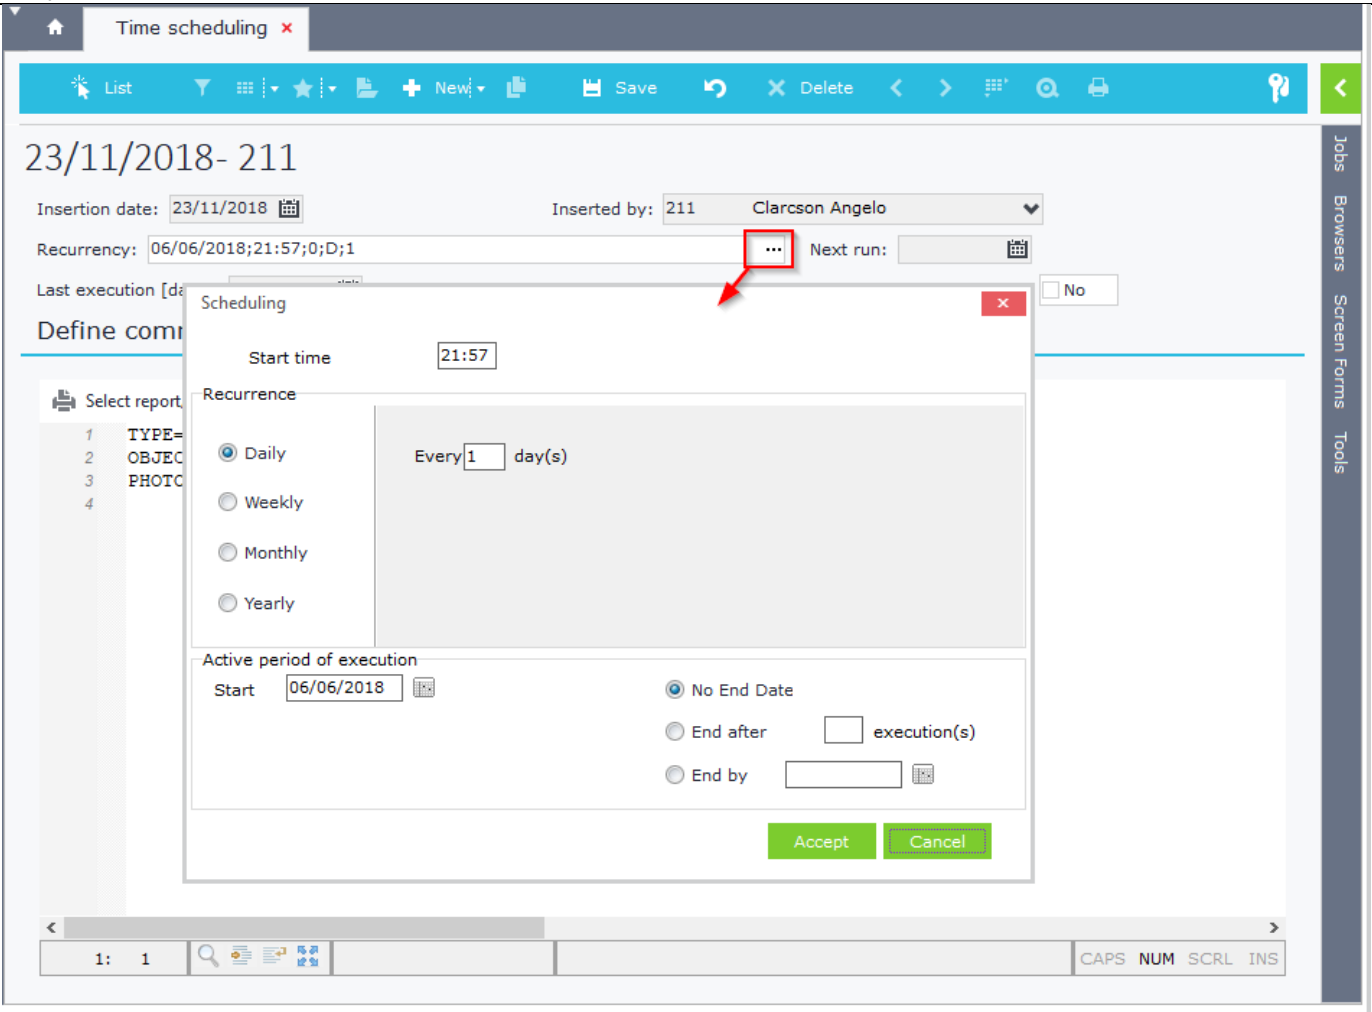 Time scheduling
List New Save Delete
23/11/2018- 211
Insertion date: 23/11/2018 Inserted by: 211 Clarcson Angelo
Recurrency: 06/06/2018;21:57;0;D;1 ... Next run:
Last execution [da No
Define com
Scheduling
Start time 21:57
Select report,
Recurrence
1 TYPE=
2 OBJEC
3 PHOTO
4
Daily Every 1 day(s)
Weekly
Monthly
Yearly
Active period of execution
Start 06/06/2018 No End Date
End after execution(s)
End by
Accept Cancel
1: 1 CAPS NUM SCRL INS
Jobs
Browsers
Screen Forms
Tools